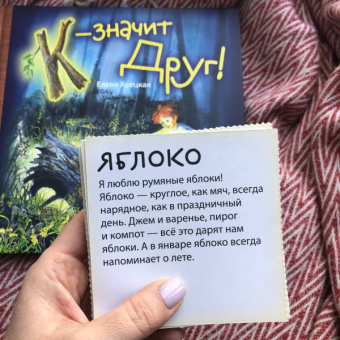 К-значит
Друг!
Елена Хаецкая
ЯБЛОКО
Я люблю румяные яблоки!
Яблоко — круглое, как мяч, всегда
нарядное, как в праздничный
день. Джем и варенье, пирог
и компот — всё это дарят нам
яблоки. А в январе яблоко всегда
напоминает о лете.